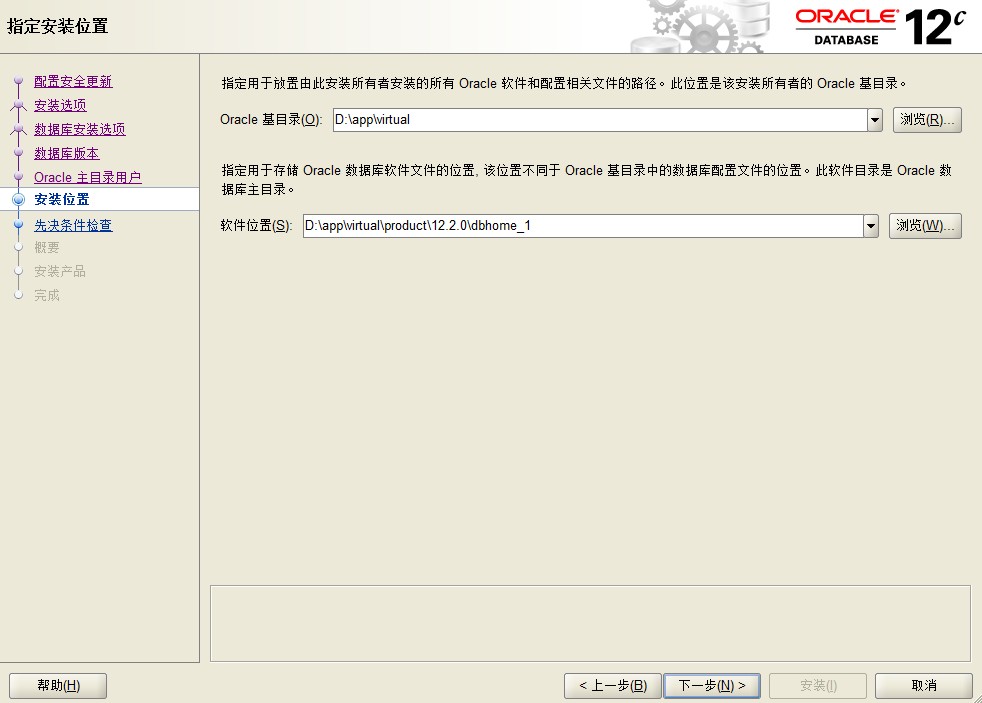 指定安装位置
ORACLE
DATABASE
12c
配置安全更新
安装选项
数据库安装选项
数据库版本
Oracle 主目录用户
安装位置
先决条件检查
概要
安装产品
完成
指定用于放置由此安装所有者安装的所有 Oracle 软件和配置相关文件的路径。此位置是该安装所有者的 Oracle 基目录。
Oracle 基目录(O): D:\app\virtual 浏览(R)...
指定用于存储 Oracle 数据库软件文件的位置, 该位置不同于 Oracle 基目录中的数据库配置文件的位置。此软件目录是 Oracle 数
据库主目录。
软件位置(S): D:\app\virtual\product\12.2.0\dbhome_1 浏览(W)...
帮助(H) < 上一步(B) 下一步(N) > 安装(I) 取消